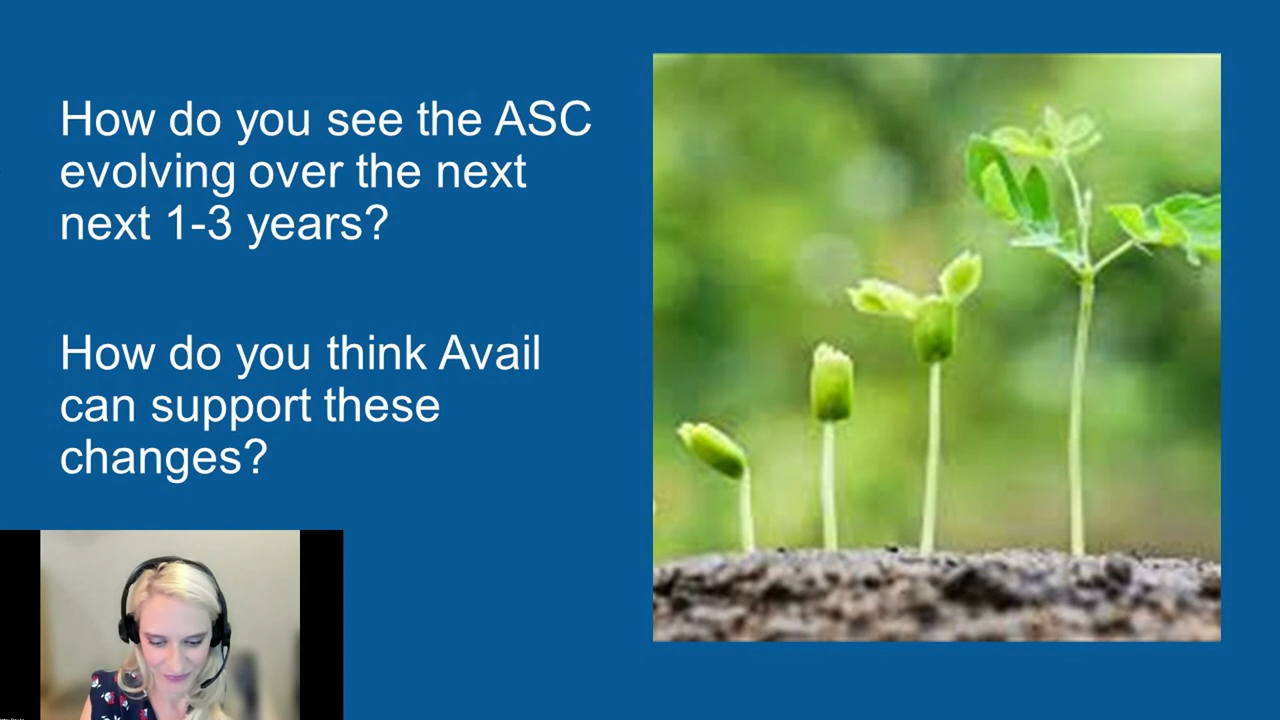 How do you see the ASC
evolving over the next
next 1-3 years?
How do you think Avail
can support these
changes?